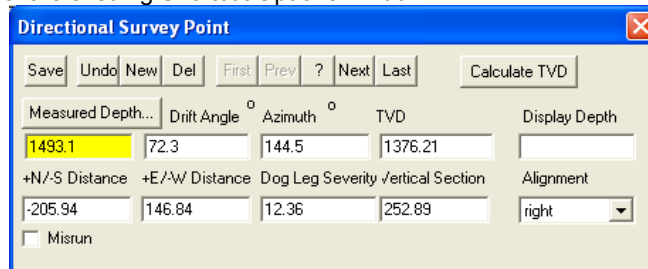 Directional Survey Point
Save Undo New Del First Prev ? Next Last Calculate TVD
Measured Depth... Drift Angle o Azimuth o TVD Display Depth
1493.1 72.3 144.5 1376.21
+N/-S Distance +E/-W Distance Dog Leg Severity Vertical Section Alignment
-205.94 146.84 12.36 252.89 right
Misrun